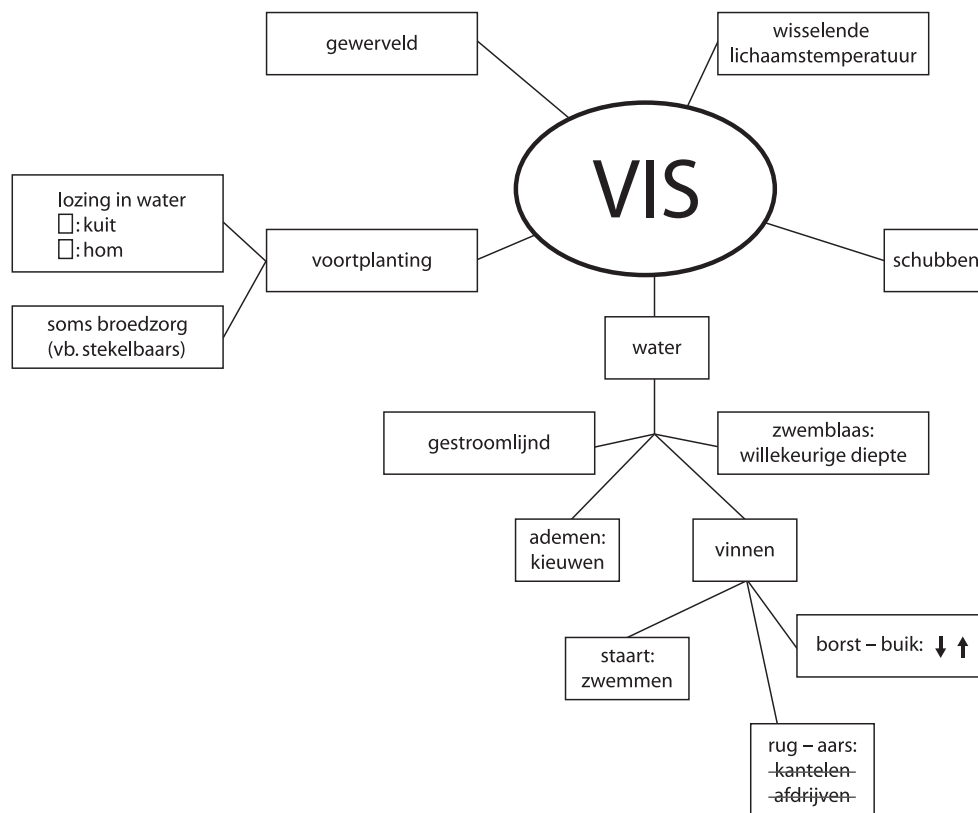 gewerveld
wisselende
lichaamstemperatuur
VIS
lozing in water
□: kuit
□: hom
voortplanting
schubben
soms broedzorg
(vb. stekelbaars)
water
gestroomlijnd
zwemblaas:
willekeurige diepte
ademen:
kieuwen
vinnen
staart:
zwemmen
borst – buik: ↓ ↑
rug – aars:
kantelen
afdrijven